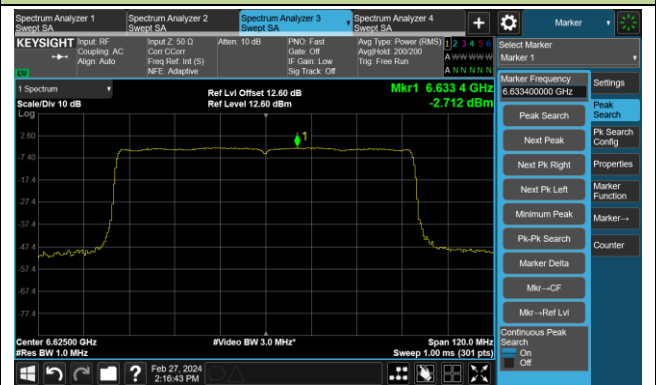 Spectrum Analyzer 1
Swept SA
Spectrum Analyzer 2
Swept SA
Spectrum Analyzer 3
Swept SA
Spectrum Analyzer 4
Swept SA
+
Marker
KEYSIGHT
Input: RF
Coupling: AC
Align: Auto
Input Z: 50 Ω
Corr CCorr
Freq Ref: Int (S)
NFE: Adaptive
Atten: 10 dB
PNO: Fast
Gate: Off
IF Gain: Low
Sig Track: Off
Avg Type: Power (RMS)
Avg|Hold: 200/200
Trig: Free Run
1 2 3 4 5 6
A W W W W W
A N N N N N
Select Marker
Marker 1
1 Spectrum
Scale/Div 10 dB
Log
Ref Lvl Offset 12.60 dB
Ref Level 12.60 dBm
Mkr1 6.633 4 GHz
-2.712 dBm
1
2.60
-7.40
-17.4
-27.4
-37.4
-47.4
-57.4
-67.4
-77.4
Center 6.62500 GHz
#Res BW 1.0 MHz
#Video BW 3.0 MHz*
Span 120.0 MHz
Sweep 1.00 ms (301 pts)
Marker Frequency
6.633400000 GHz
Peak Search
Next Peak
Next Pk Right
Next Pk Left
Minimum Peak
Pk-Pk Search
Marker Delta
Mkr→CF
Mkr→Ref Lvl
Continuous Peak
Search
On
Off
Settings
Peak
Search
Pk Search
Config
Properties
Marker
Function
Marker→
Counter
?
Feb 27, 2024
2:16:43 PM